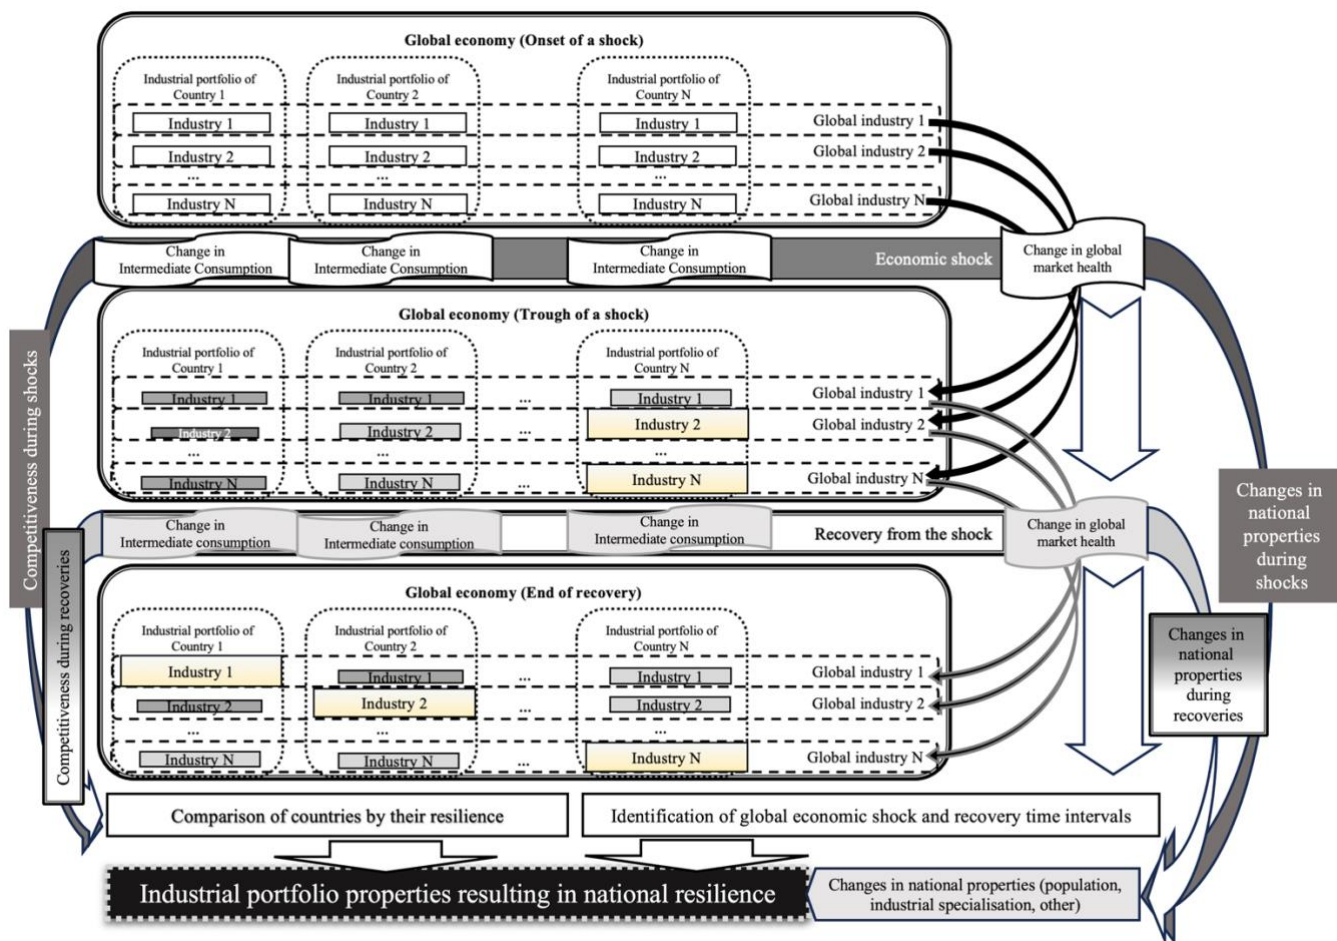 Global economy (Onset of a shock)
Industrial portfolio of
Country 1
Industrial portfolio of
Country 2
Industrial portfolio of
Country N
Industry 1
Industry 1
Industry 1
Global industry 1
Industry 2
Industry 2
Industry 2
Global industry 2
...
...
...
Industry N
Industry N
Industry N
Global industry N
Change in
Intermediate Consumption
Change in
Intermediate Consumption
Change in
Intermediate Consumption
Economic shock
Change in global
market health
Global economy (Trough of a shock)
Industrial portfolio of
Country 1
Industrial portfolio of
Country 2
Industrial portfolio of
Country N
Industry 1
Industry 1
...
Industry 1
Global industry 1
Industry 2
Industry 2
...
Industry 2
Global industry 2
...
...
...
Industry N
Industry N
...
Industry N
Global industry N
Change in
Intermediate consumption
Change in
Intermediate consumption
Change in
Intermediate consumption
Recovery from the shock
Change in global
market health
Global economy (End of recovery)
Industrial portfolio of
Country 1
Industrial portfolio of
Country 2
Industrial portfolio of
Country N
Industry 1
Industry 1
...
Industry 1
Global industry 1
Industry 2
Industry 2
...
Industry 2
Global industry 2
...
...
...
Industry N
Industry N
...
Industry N
Global industry N
Competitiveness during shocks
Competitiveness during recoveries
Changes in
national
properties
during
shocks
Changes in
national
properties
during
recoveries
Comparison of countries by their resilience
Identification of global economic shock and recovery time intervals
Industrial portfolio properties resulting in national resilience
Changes in national properties (population,
industrial specialisation, other)